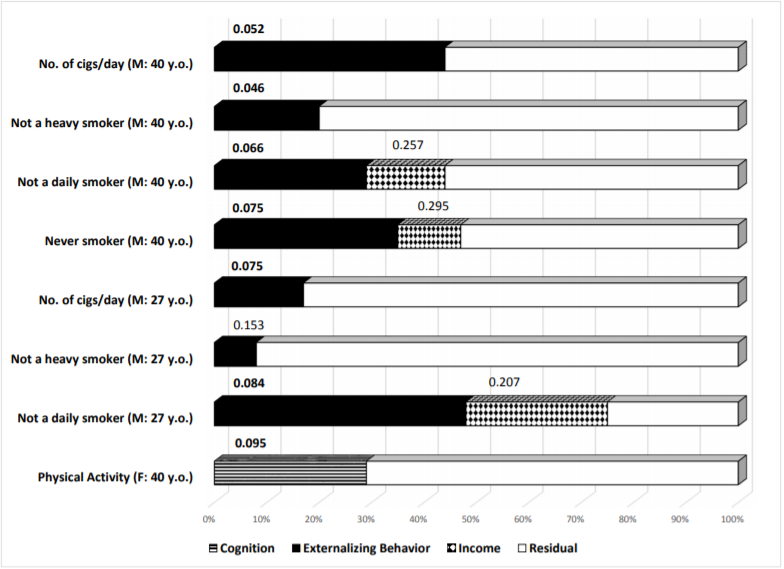 0.052
No. of cigs/day (M: 40 y.o.)
0.046
Not a heavy smoker (M: 40 y.o.)
0.066 0.257
Not a daily smoker (M: 40 y.o.)
0.075 0.295
Never smoker (M: 40 y.o.)
0.075
No. of cigs/day (M: 27 y.o.)
0.153
Not a heavy smoker (M: 27 y.o.)
0.084 0.207
Not a daily smoker (M: 27 y.o.)
0.095
Physical Activity (F: 40 y.o.)
0% 10% 20% 30% 40% 50% 60% 70% 80% 90% 100%
Cognition Externalizing Behavior Income Residual